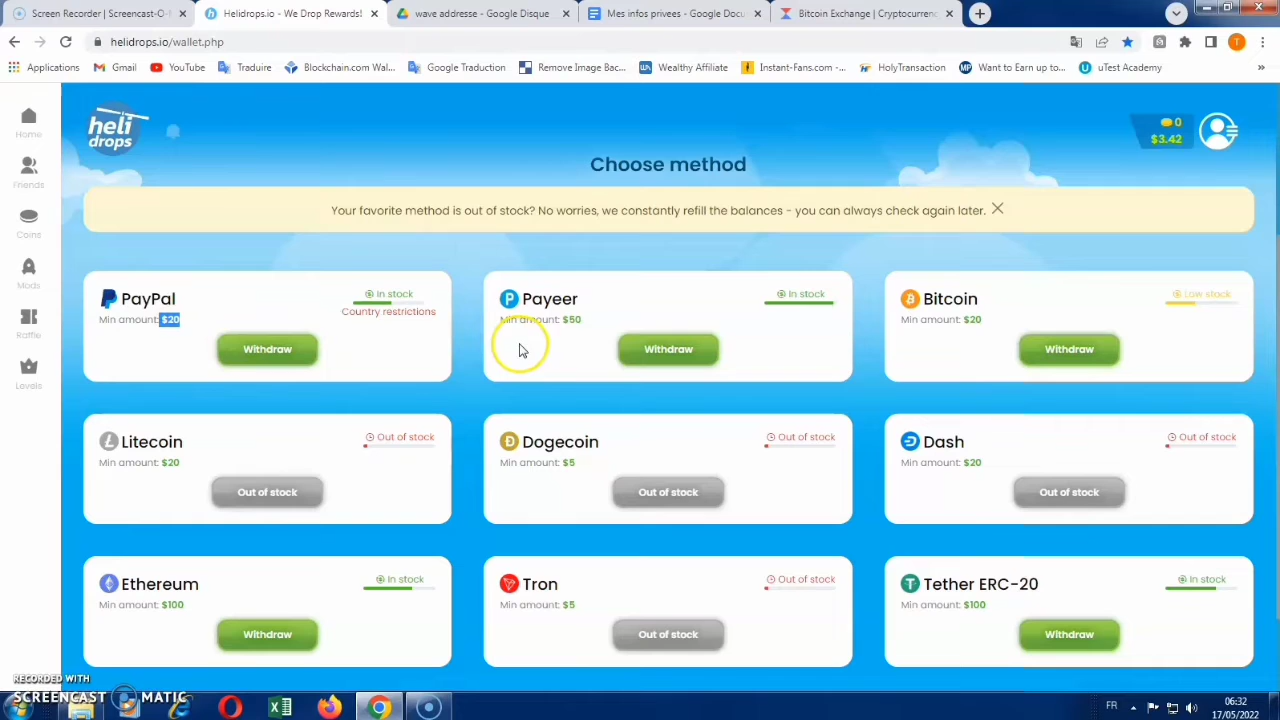 Screen Recorder | Screencast-O-
Helidrops.io – We Drop Rewards!
wave addresse - Google Disque
Mes infos privees - Google Docu
Bitcoin Exchange | Cryptocurrenc
helidrops.io/wallet.php
T
Applications
Gmail
YouTube
Traduire
Blockchain.com Wal...
Google Traduction
Remove Image Bac...
Wealthy Affiliate
Instant-Fans.com -...
HolyTransaction
Want to Earn up to...
uTest Academy
»
heli
drops
0
$3.42
Home
Friends
Coins
Mods
Raffle
Levels
Choose method
Your favorite method is out of stock? No worries, we constantly refill the balances - you can always check again later.
PayPal
In stock
Min amount: $20
Country restrictions
Withdraw
Payeer
In stock
Min amount: $50
Withdraw
Bitcoin
Low stock
Min amount: $20
Withdraw
Litecoin
Out of stock
Min amount: $20
Out of stock
Dogecoin
Out of stock
Min amount: $5
Out of stock
Dash
Out of stock
Min amount: $20
Out of stock
Ethereum
In stock
Min amount: $100
Withdraw
Tron
Out of stock
Min amount: $5
Out of stock
Tether ERC-20
In stock
Min amount: $100
Withdraw
RECORDED WITH
SCREENCAST MATIC
FR
06:32
17/05/2022